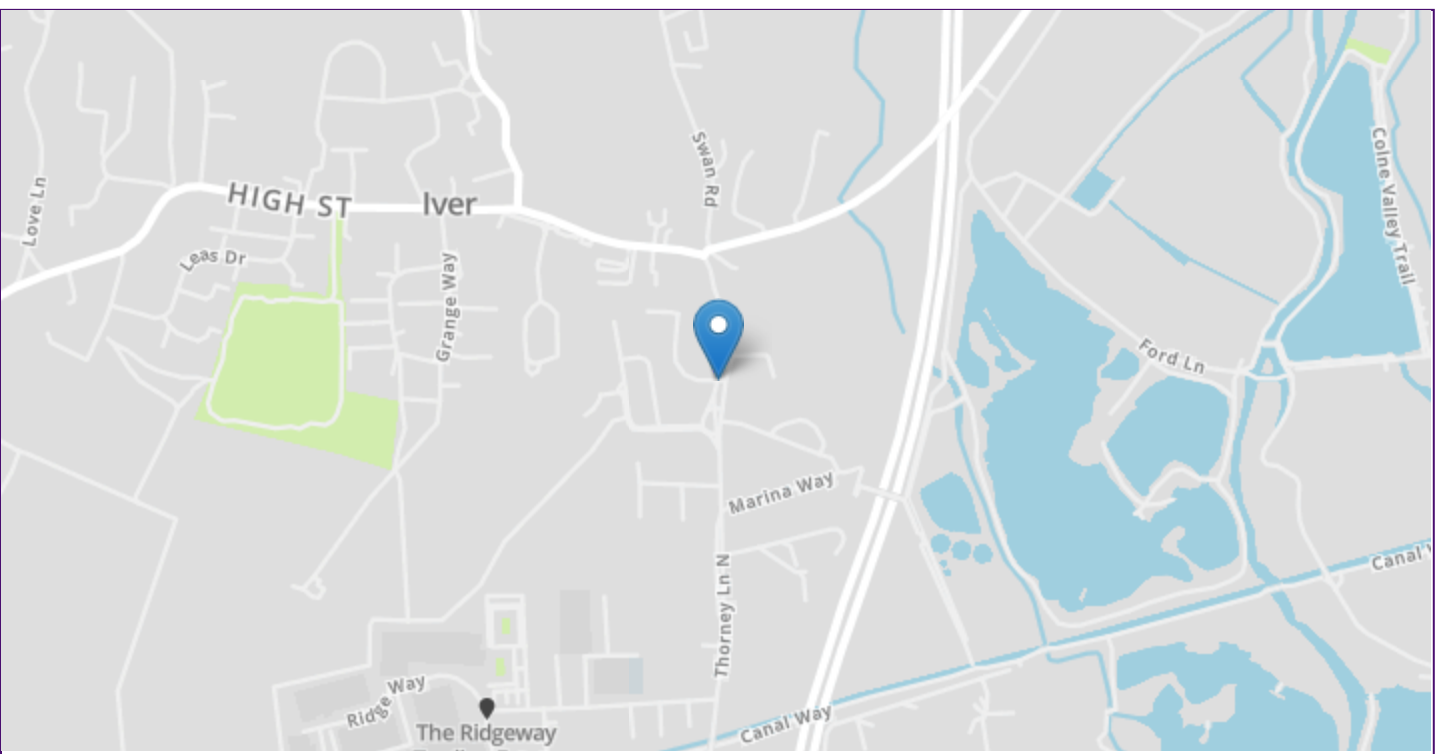 Swan Rd
Colne Valley Trail
Love Ln
HIGH ST
Iver
Leas Dr
Grange Way
Ford Ln
Marina Way
Canal
Thorney Ln N
Ridge Way
Canal Way
The Ridgeway